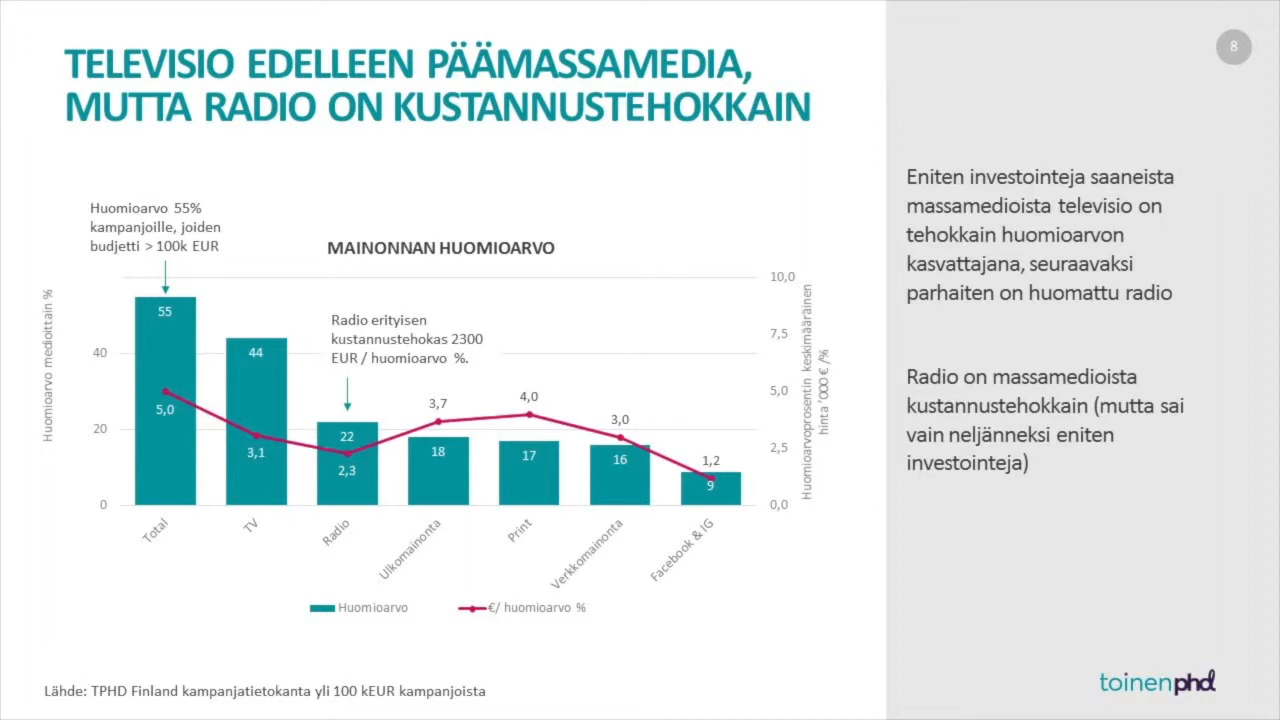 8
TELEVISIO EDELLEEN PÄÄMASSAMEDIA,
MUTTA RADIO ON KUSTANNUSTEHOKKAIN
Huomioarvo 55%
kampanjoille, joiden
budjetti > 100k EUR
MAINONNAN HUOMIOARVO
Radio erityisen
kustannustehokas 2300
EUR / huomioarvo %.
Huomioarvo medioittain %
40
20
0
55
44
22
18
17
16
9
5,0
3,1
2,3
3,7
4,0
3,0
1,2
10,0
7,5
5,0
2,5
0,0
Huomioarvoprosentin keskimääräinen
hinta '000 € /%
Total
TV
Radio
Ulkomainonta
Print
Verkkomainonta
Facebook & IG
Huomioarvo
€/ huomioarvo %
Lähde: TPHD Finland kampanjatietokanta yli 100 kEUR kampanjoista
Eniten investointeja saaneista
massamedioista televisio on
tehokkain huomioarvon
kasvattajana, seuraavaksi
parhaiten on huomattu radio
Radio on massamedioista
kustannustehokkain (mutta sai
vain neljänneksi eniten
investointeja)
toinenphd